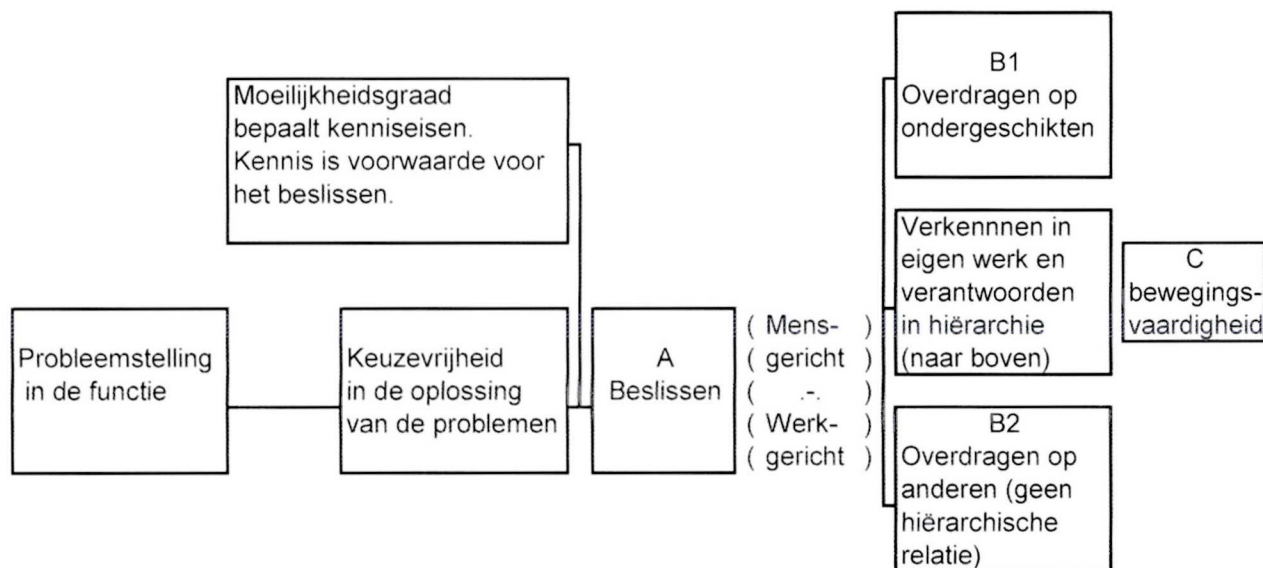 Moeilijkheidsgraad
bepaalt kenniseisen.
Kennis is voorwaarde voor
het beslissen.
Probleemstelling
in de functie
Keuzevrijheid
in de oplossing
van de problemen
A
Beslissen
( Mens- )
( gericht )
( .-. )
( Werk- )
( gericht )
B1
Overdragen op
ondergeschikten
Verkennnen in
eigen werk en
verantwoorden
in hiërarchie
(naar boven)
C
bewegings-
vaardigheid
B2
Overdragen op
anderen (geen
hiërarchische
relatie)